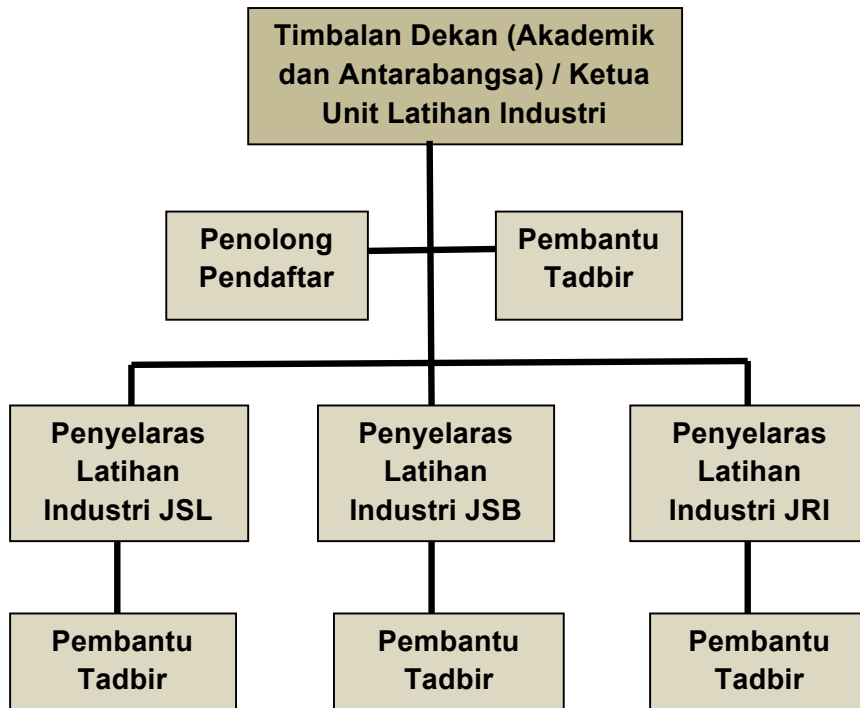 Timbalan Dekan (Akademik
dan Antarabangsa) / Ketua
Unit Latihan Industri
Penolong
Pendaftar
Pembantu
Tadbir
Penyelaras
Latihan
Industri JSL
Penyelaras
Latihan
Industri JSB
Penyelaras
Latihan
Industri JRI
Pembantu
Tadbir
Pembantu
Tadbir
Pembantu
Tadbir